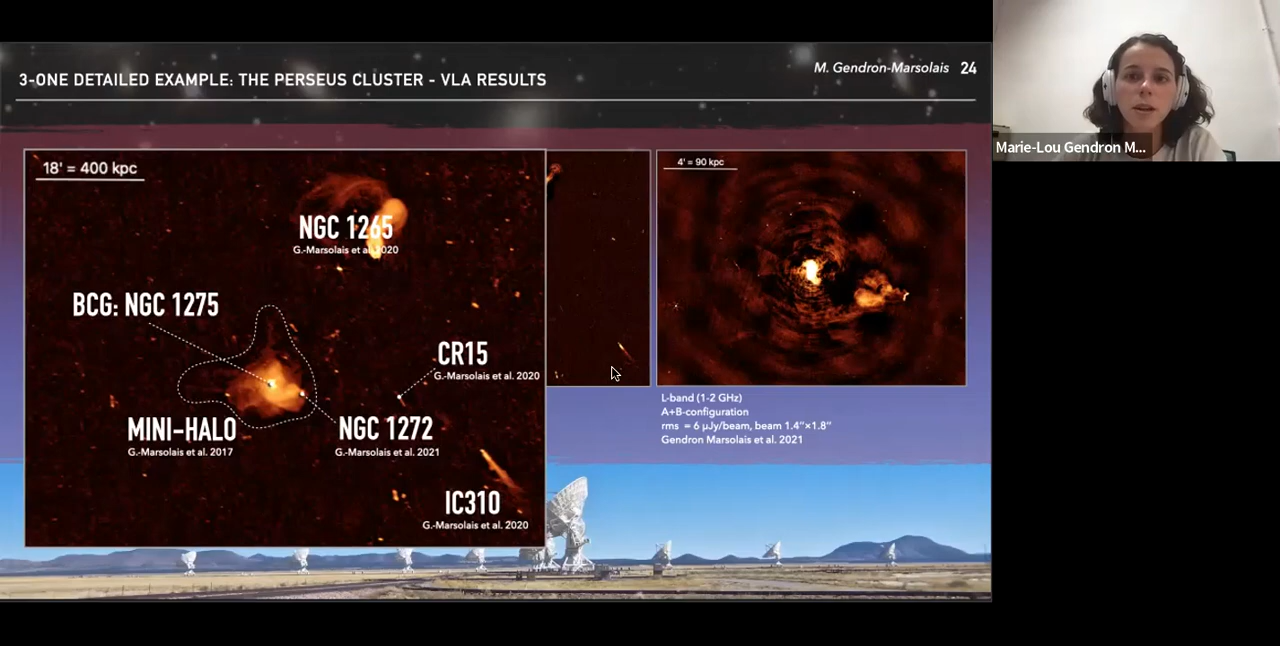 3-ONE DETAILED EXAMPLE: THE PERSEUS CLUSTER - VLA RESULTS
M. Gendron-Marsolais 24
18' = 400 kpc
NGC 1265
G.-Marsolais et al. 2020
BCG: NGC 1275
CR15
G.-Marsolais et al. 2020
MINI-HALO
G.-Marsolais et al. 2017
NGC 1272
G.-Marsolais et al. 2021
IC310
G.-Marsolais et al. 2020
4' = 90 kpc
L-band (1-2 GHz)
A+B-configuration
rms = 6 μJy/beam, beam 1.4''×1.8''
Gendron Marsolais et al. 2021
Marie-Lou Gendron M...